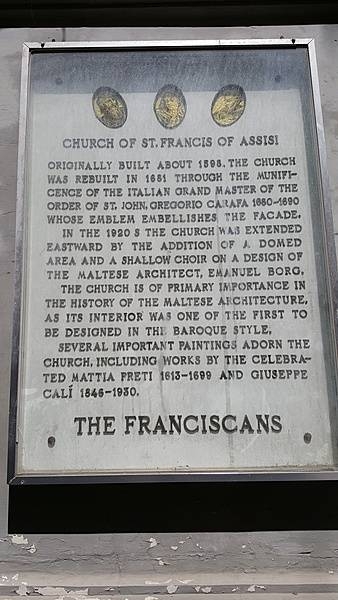 CHURCH OF ST. FRANCIS OF ASSISI
ORIGINALLY BUILT ABOUT 1598, THE CHURCH
WAS REBUILT IN 1681 THROUGH THE MUNIFI-
CENCE OF THE ITALIAN GRAND MASTER OF THE
ORDER OF ST. JOHN, GREGORIO CARAFA 1680-1690
WHOSE EMBLEM EMBELLISHES THE FACADE.
IN THE 1920 S THE CHURCH WAS EXTENDED
EASTWARD BY THE ADDITION OF A DOMED
AREA AND A SHALLOW CHOIR ON A DESIGN OF
THE MALTESE ARCHITECT, EMANUEL BORG.
THE CHURCH IS OF PRIMARY IMPORTANCE IN
THE HISTORY OF THE MALTESE ARCHITECTURE,
AS ITS INTERIOR WAS ONE OF THE FIRST TO
BE DESIGNED IN THE BAROQUE STYLE.
SEVERAL IMPORTANT PAINTINGS ADORN THE
CHURCH, INCLUDING WORKS BY THE CELEBRA-
TED MATTIA PRETI 1613-1699 AND GIUSEPPE
CALÍ 1846-1930.
THE FRANCISCANS